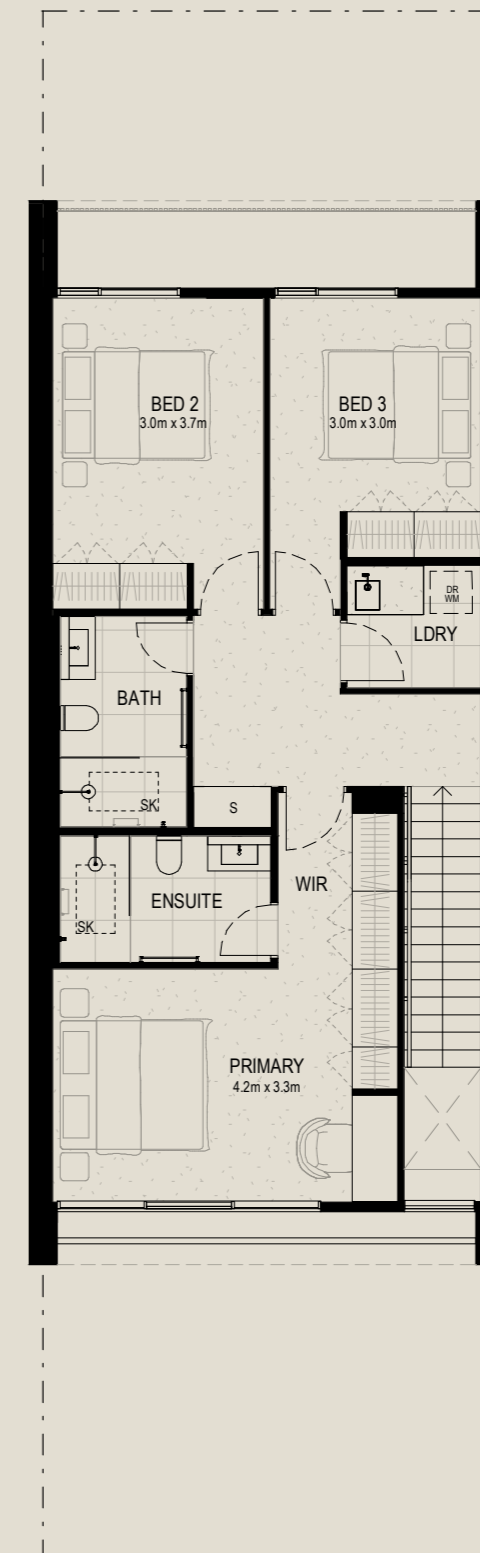 BED 2
3.0m x 3.7m
BED 3
3.0m x 3.0m
DR
WM
LDRY
BATH
SK
S
WIR
ENSUITE
SK
PRIMARY
4.2m x 3.3m